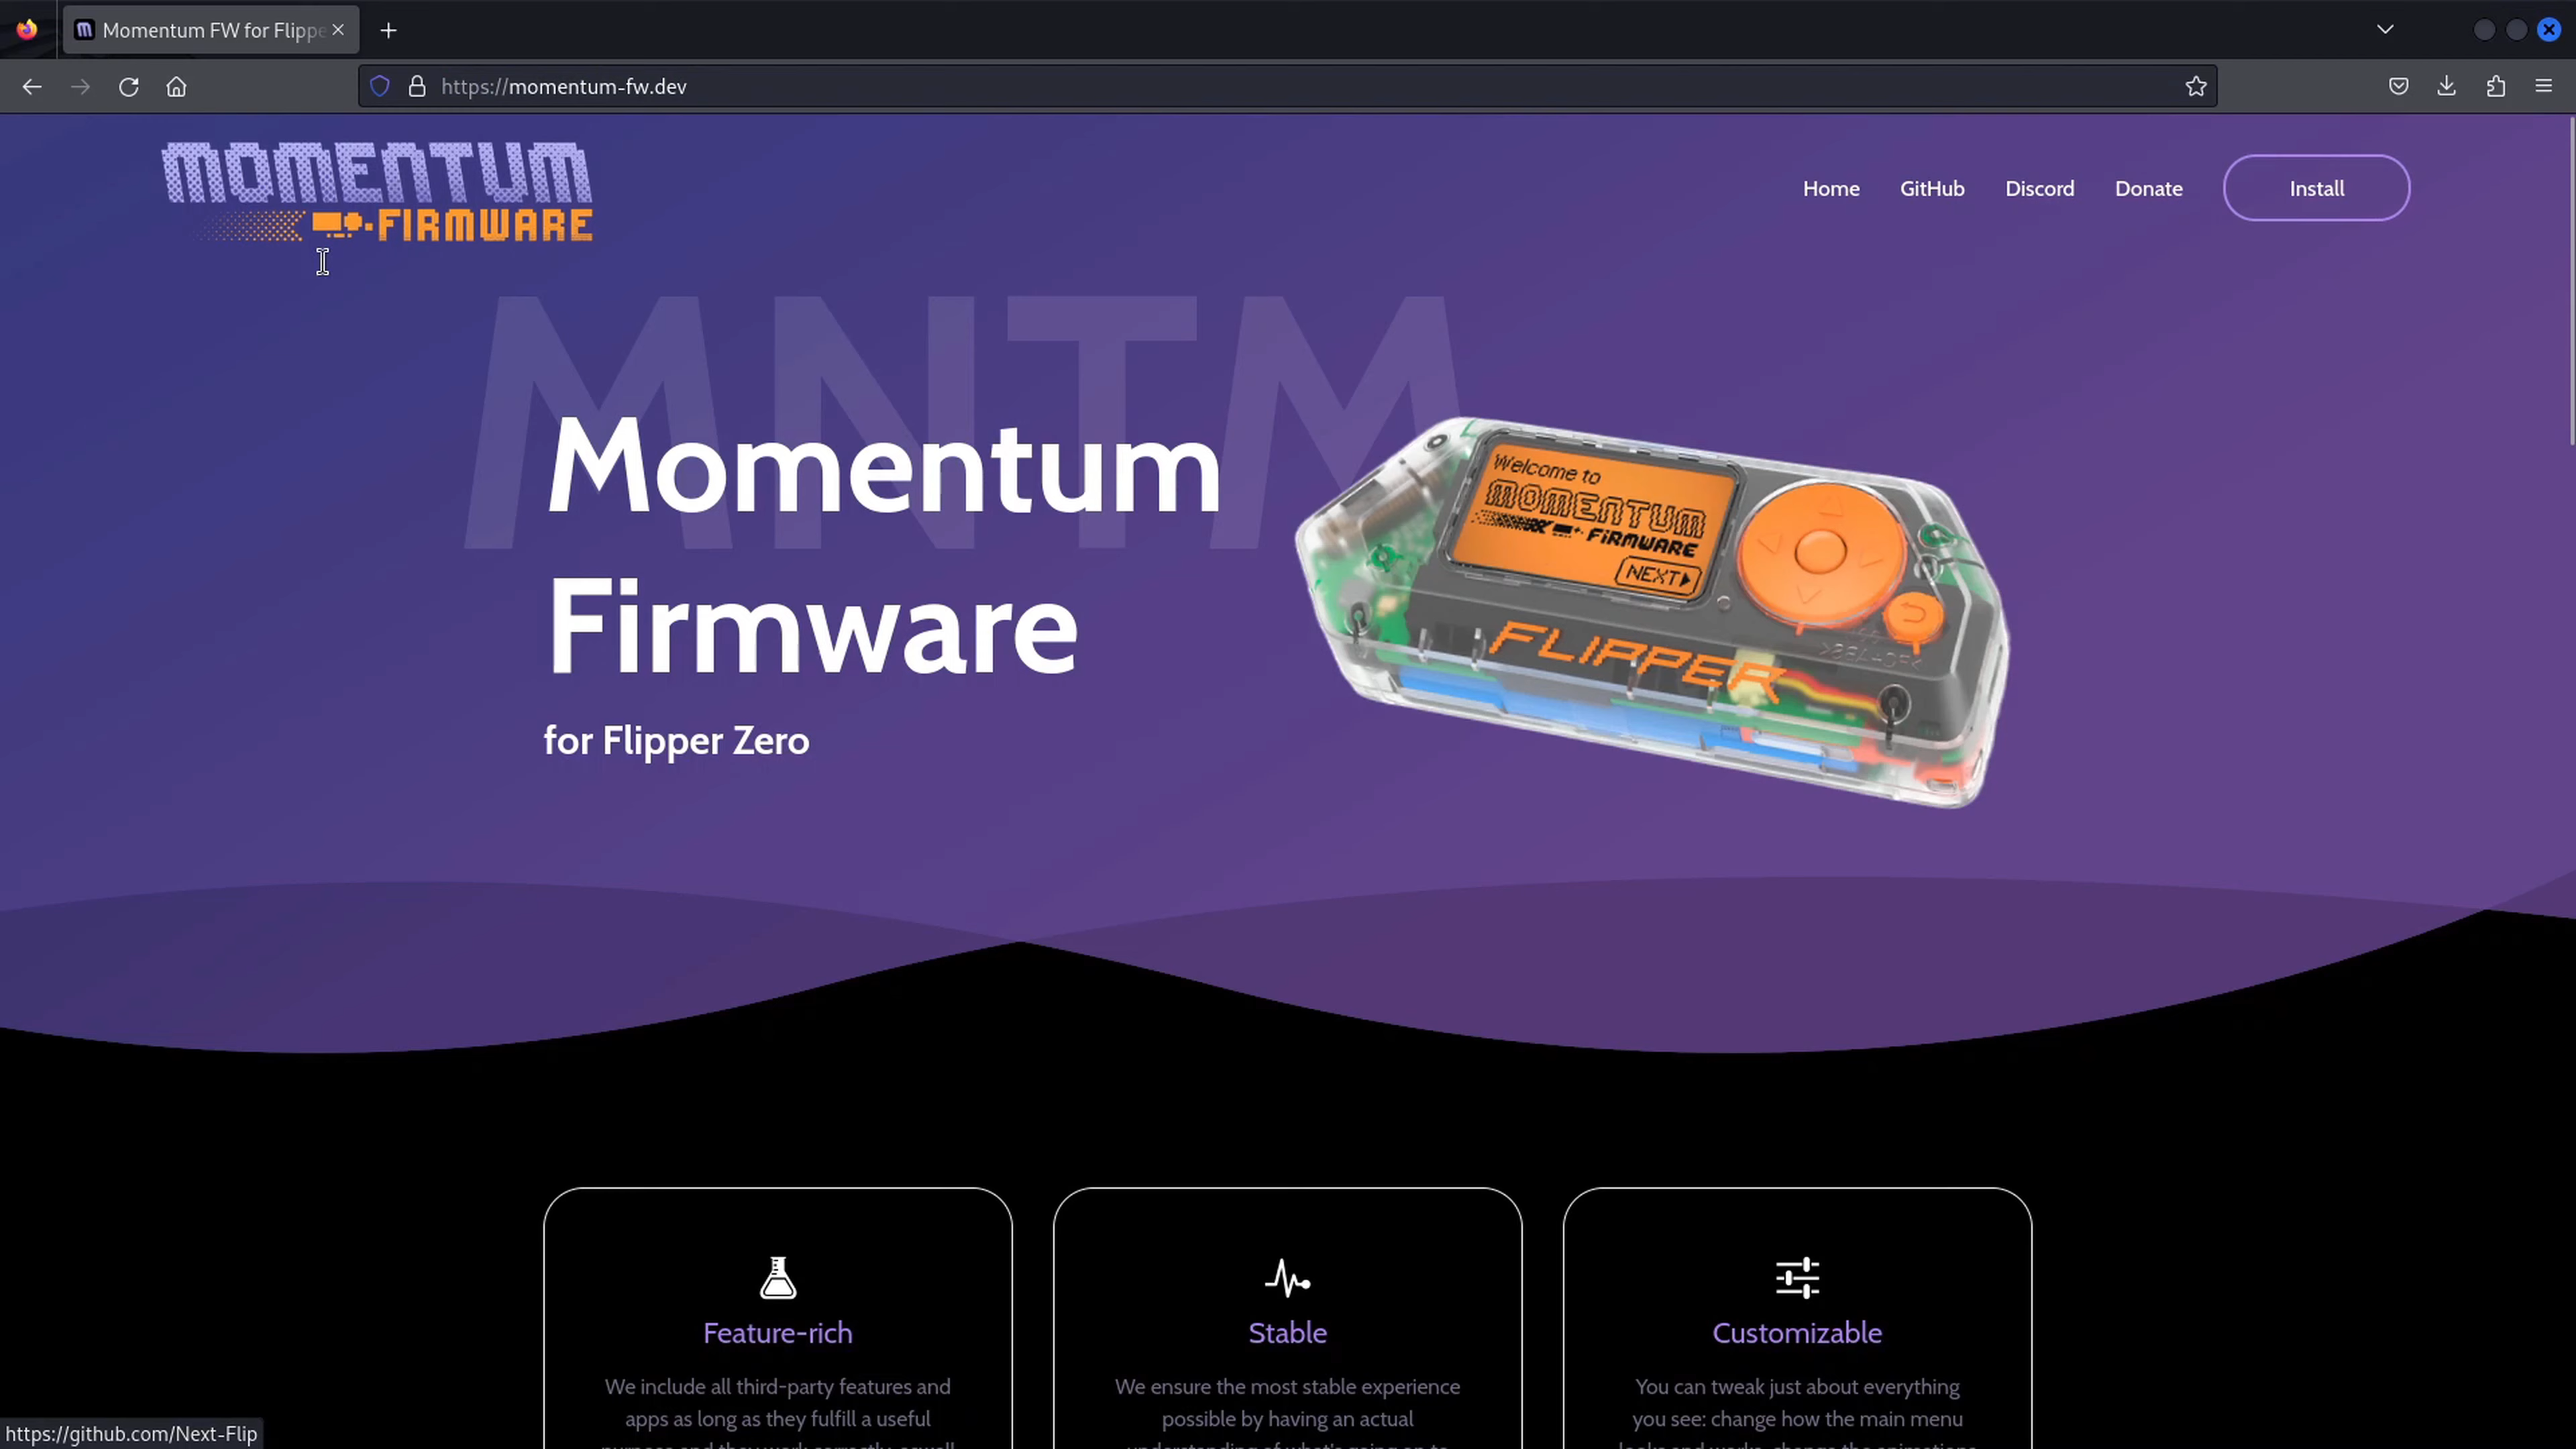 Momentum FW for Flippe
https://momentum-fw.dev
MOMENTUM
FIRMWARE
Home
GitHub
Discord
Donate
Install
MNTM
Momentum
Firmware
for Flipper Zero
Welcome to
MOMENTUM
FIRMWARE
NEXT
FLIPPER
Feature-rich
We include all third-party features and
apps as long as they fulfill a useful
Stable
We ensure the most stable experience
possible by having an actual
Customizable
You can tweak just about everything
you see: change how the main menu
https://github.com/Next-Flip